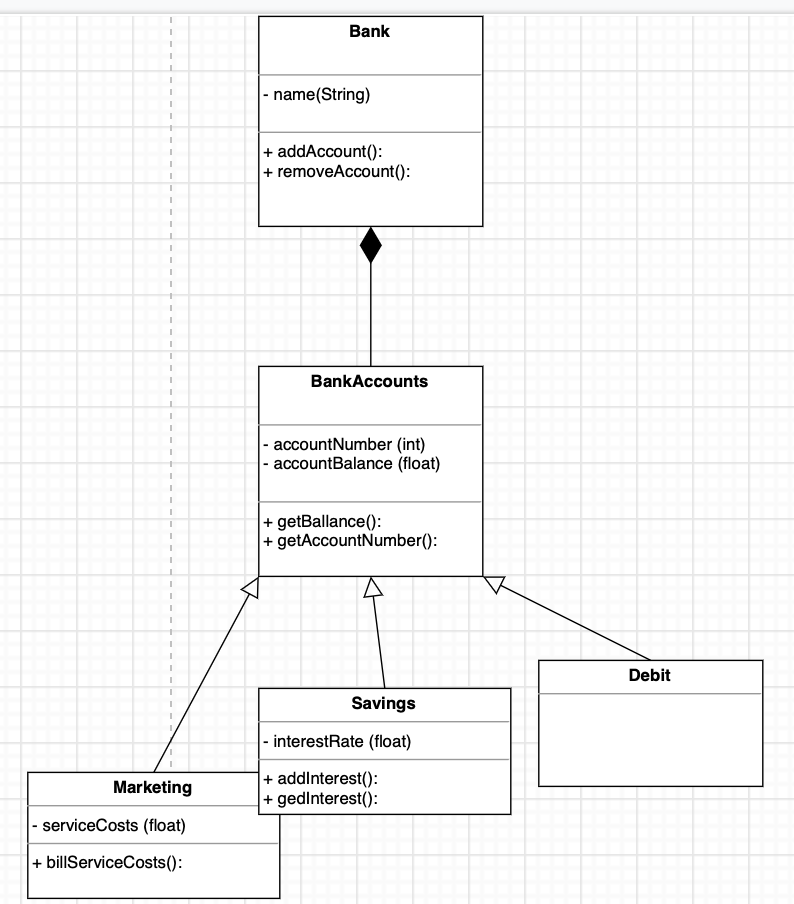 Bank
- name(String)
+ addAccount():
+ removeAccount():
BankAccounts
- accountNumber (int)
- accountBalance (float)
+ getBallance():
+ getAccountNumber():
Debit
Savings
- interestRate (float)
+ addInterest():
+ gedInterest():
Marketing
- serviceCosts (float)
+ billServiceCosts():